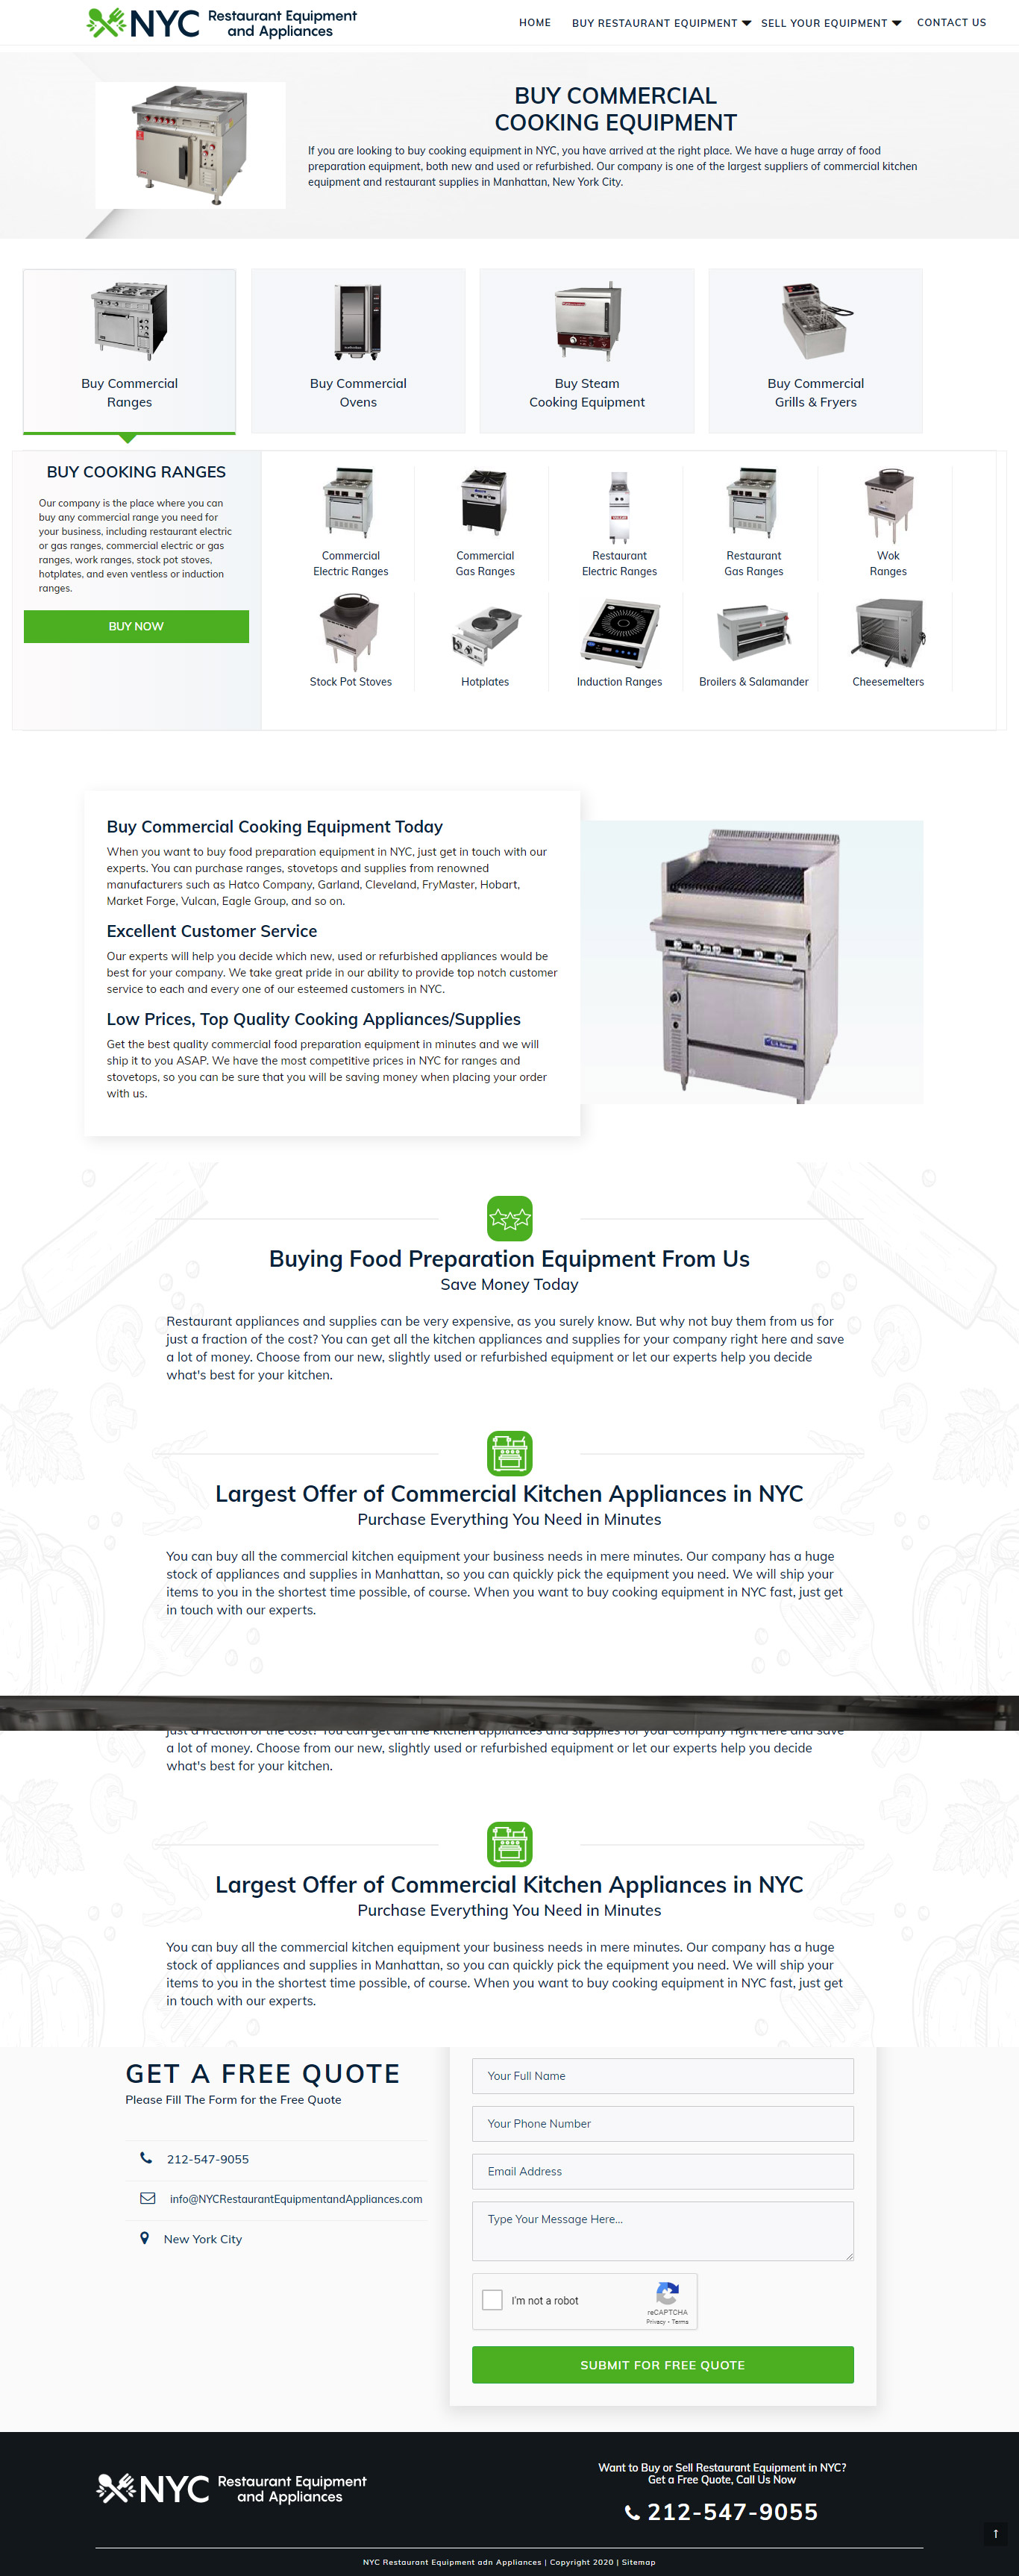 NYC Restaurant Equipment
and Appliances
HOME
BUY RESTAURANT EQUIPMENT
SELL YOUR EQUIPMENT
CONTACT US
BUY COMMERCIAL
COOKING EQUIPMENT
If you are looking to buy cooking equipment in NYC, you have arrived at the right place. We have a huge array of food
preparation equipment, both new and used or refurbished. Our company is one of the largest suppliers of commercial kitchen
equipment and restaurant supplies in Manhattan, New York City.
Buy Commercial
Ranges
Buy Commercial
Ovens
Buy Steam
Cooking Equipment
Buy Commercial
Grills & Fryers
BUY COOKING RANGES
Our company is the place where you can
buy any commercial range you need for
your business, including restaurant electric
or gas ranges, commercial electric or gas
ranges, work ranges, stock pot stoves,
hotplates, and even ventless or induction
ranges.
BUY NOW
Commercial
Electric Ranges
Commercial
Gas Ranges
Restaurant
Electric Ranges
Restaurant
Gas Ranges
Wok
Ranges
Stock Pot Stoves
Hotplates
Induction Ranges
Broilers & Salamander
Cheesemelters
Buy Commercial Cooking Equipment Today
When you want to buy food preparation equipment in NYC, just get in touch with our
experts. You can purchase ranges, stovetops and supplies from renowned
manufacturers such as Hatco Company, Garland, Cleveland, FryMaster, Hobart,
Market Forge, Vulcan, Eagle Group, and so on.
Excellent Customer Service
Our experts will help you decide which new, used or refurbished appliances would be
best for your company. We take great pride in our ability to provide top notch customer
service to each and every one of our esteemed customers in NYC.
Low Prices, Top Quality Cooking Appliances/Supplies
Get the best quality commercial food preparation equipment in minutes and we will
ship it to you ASAP. We have the most competitive prices in NYC for ranges and
stovetops, so you can be sure that you will be saving money when placing your order
with us.
Buying Food Preparation Equipment From Us
Save Money Today
Restaurant appliances and supplies can be very expensive, as you surely know. But why not buy them from us for
just a fraction of the cost? You can get all the kitchen appliances and supplies for your company right here and save
a lot of money. Choose from our new, slightly used or refurbished equipment or let our experts help you decide
what's best for your kitchen.
Largest Offer of Commercial Kitchen Appliances in NYC
Purchase Everything You Need in Minutes
You can buy all the commercial kitchen equipment your business needs in mere minutes. Our company has a huge
stock of appliances and supplies in Manhattan, so you can quickly pick the equipment you need. We will ship your
items to you in the shortest time possible, of course. When you want to buy cooking equipment in NYC fast, just get
in touch with our experts.
just a fraction of the cost? You can get all the kitchen appliances and supplies for your company right here and save
a lot of money. Choose from our new, slightly used or refurbished equipment or let our experts help you decide
what's best for your kitchen.
Largest Offer of Commercial Kitchen Appliances in NYC
Purchase Everything You Need in Minutes
You can buy all the commercial kitchen equipment your business needs in mere minutes. Our company has a huge
stock of appliances and supplies in Manhattan, so you can quickly pick the equipment you need. We will ship your
items to you in the shortest time possible, of course. When you want to buy cooking equipment in NYC fast, just get
in touch with our experts.
GET A FREE QUOTE
Please Fill The Form for the Free Quote
212-547-9055
info@NYCRestaurantEquipmentandAppliances.com
New York City
Your Full Name
Your Phone Number
Email Address
Type Your Message Here...
I'm not a robot
reCAPTCHA
Privacy - Terms
SUBMIT FOR FREE QUOTE
NYC Restaurant Equipment
and Appliances
Want to Buy or Sell Restaurant Equipment in NYC?
Get a Free Quote, Call Us Now
212-547-9055
NYC Restaurant Equipment adn Appliances | Copyright 2020 | Sitemap